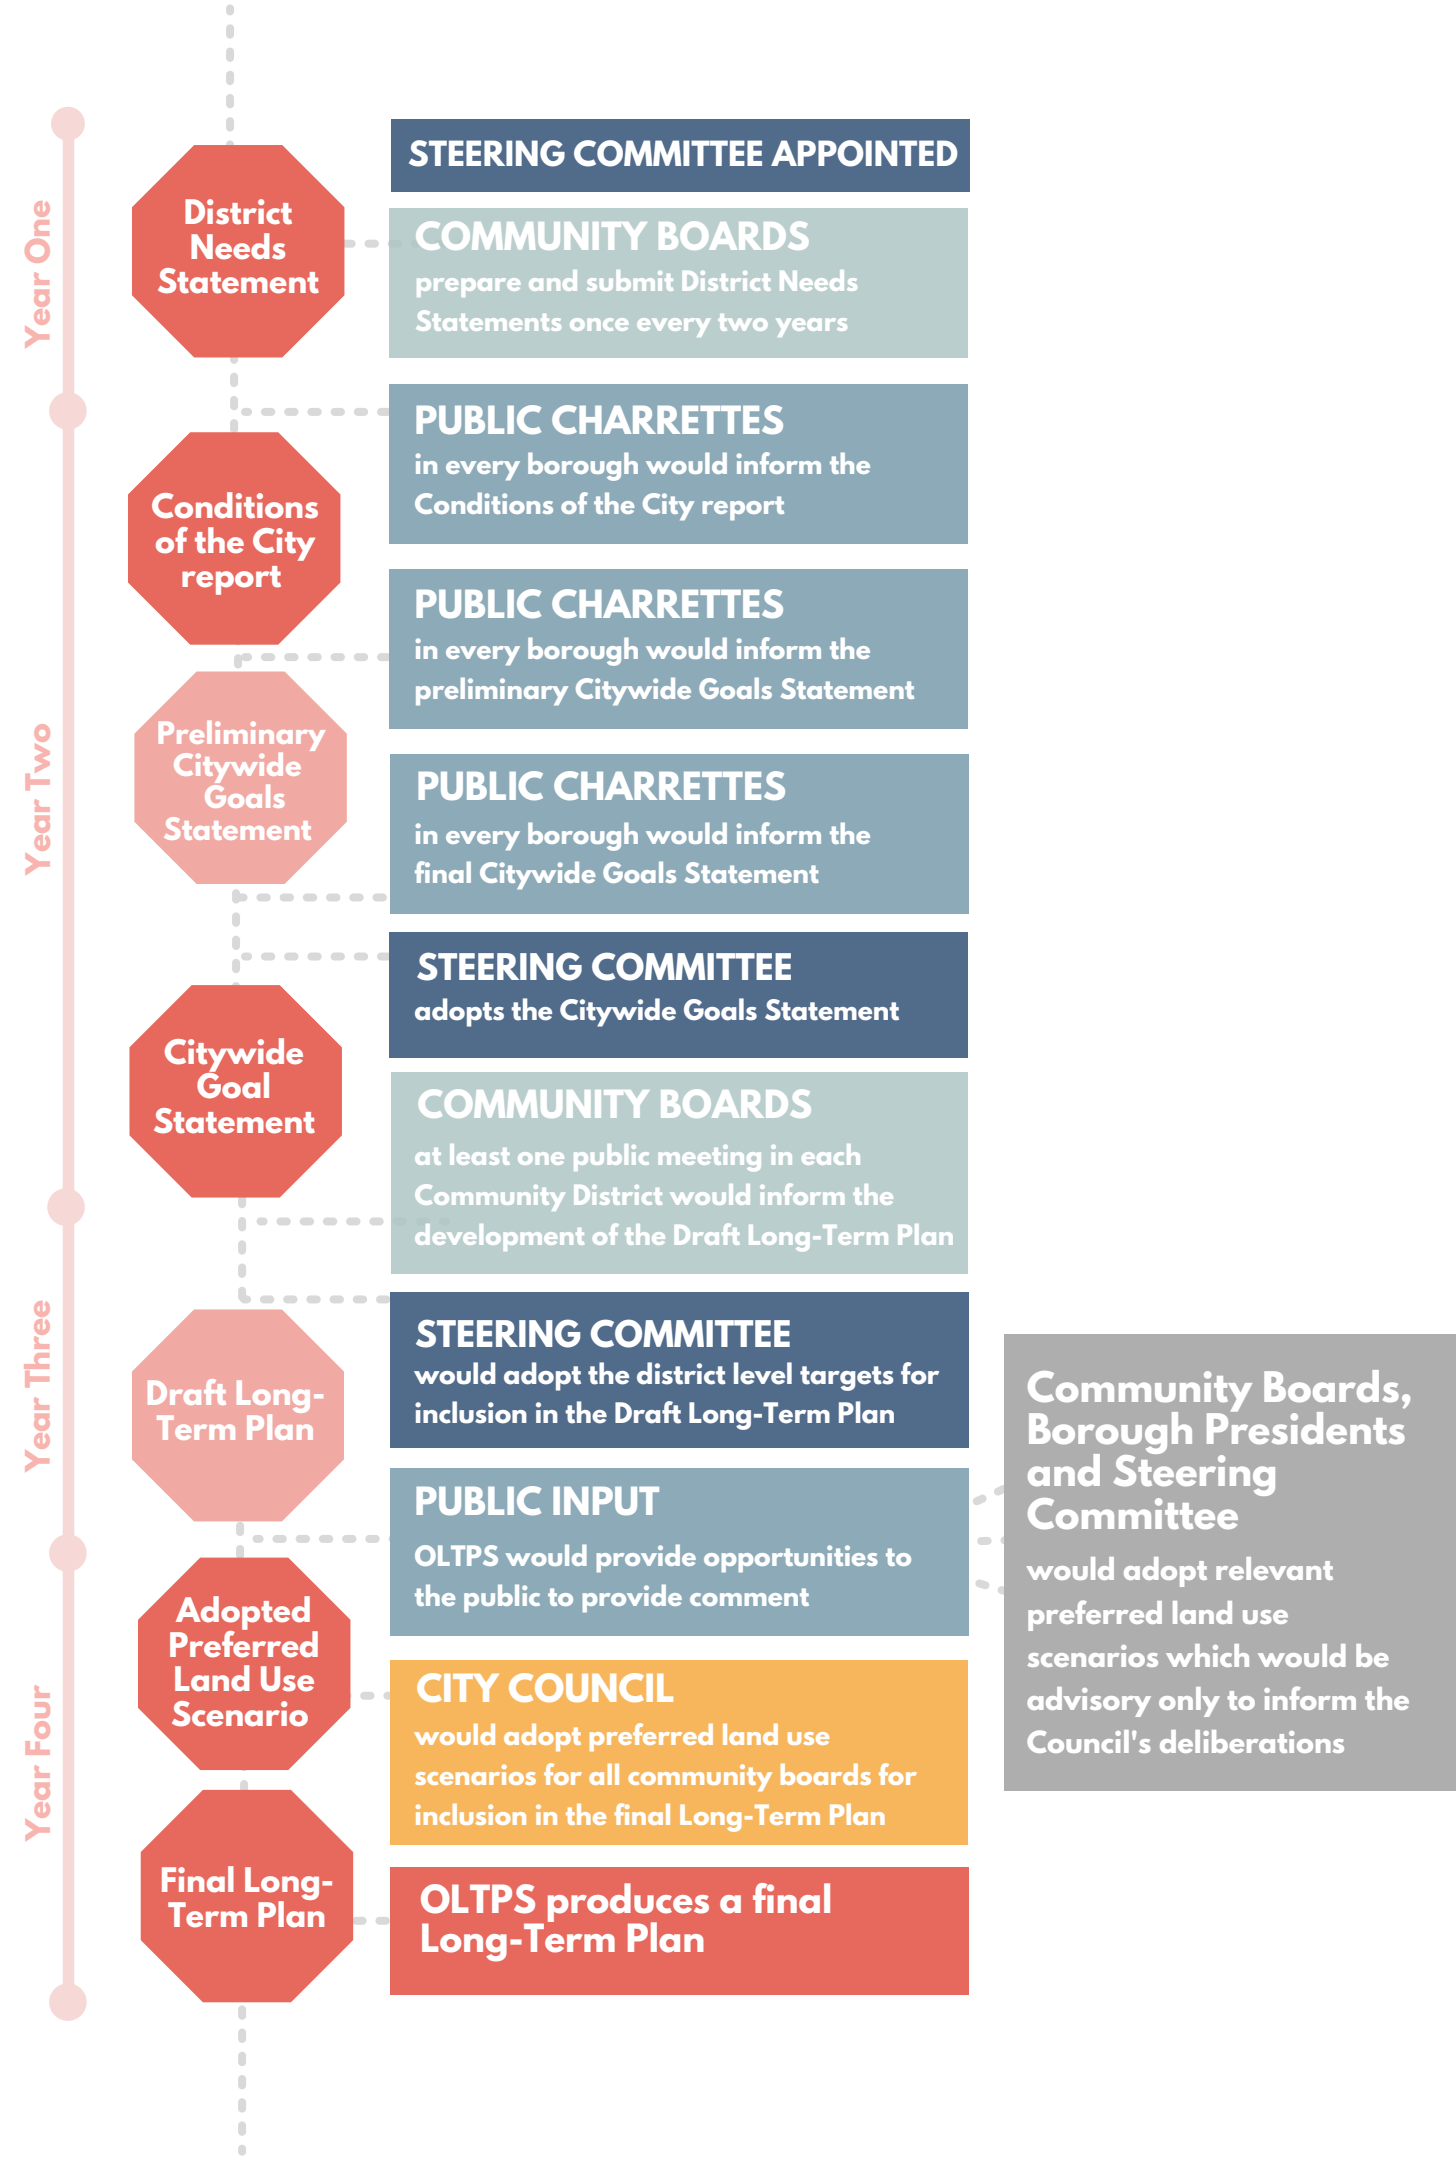 Year One
District
Needs
Statement
STEERING COMMITTEE APPOINTED
COMMUNITY BOARDS
prepare and submit District Needs
Statements once every two years
Year Two
Conditions
of the City
report
PUBLIC CHARRETTES
in every borough would inform the
Conditions of the City report
PUBLIC CHARRETTES
in every borough would inform the
preliminary Citywide Goals Statement
Preliminary
Citywide
Goals
Statement
PUBLIC CHARRETTES
in every borough would inform the
final Citywide Goals Statement
STEERING COMMITTEE
adopts the Citywide Goals Statement
Citywide
Goal
Statement
COMMUNITY BOARDS
at least one public meeting in each
Community District would inform the
development of the Draft Long-Term Plan
Year Three
Draft Long-
Term Plan
STEERING COMMITTEE
would adopt the district level targets for
inclusion in the Draft Long-Term Plan
PUBLIC INPUT
OLTPS would provide opportunities to
the public to provide comment
Community Boards,
Borough Presidents
and Steering
Committee
would adopt relevant
preferred land use
scenarios which would be
advisory only to inform the
Council's deliberations
Year Four
Adopted
Preferred
Land Use
Scenario
CITY COUNCIL
would adopt preferred land use
scenarios for all community boards for
inclusion in the final Long-Term Plan
Final Long-
Term Plan
OLTPS produces a final
Long-Term Plan